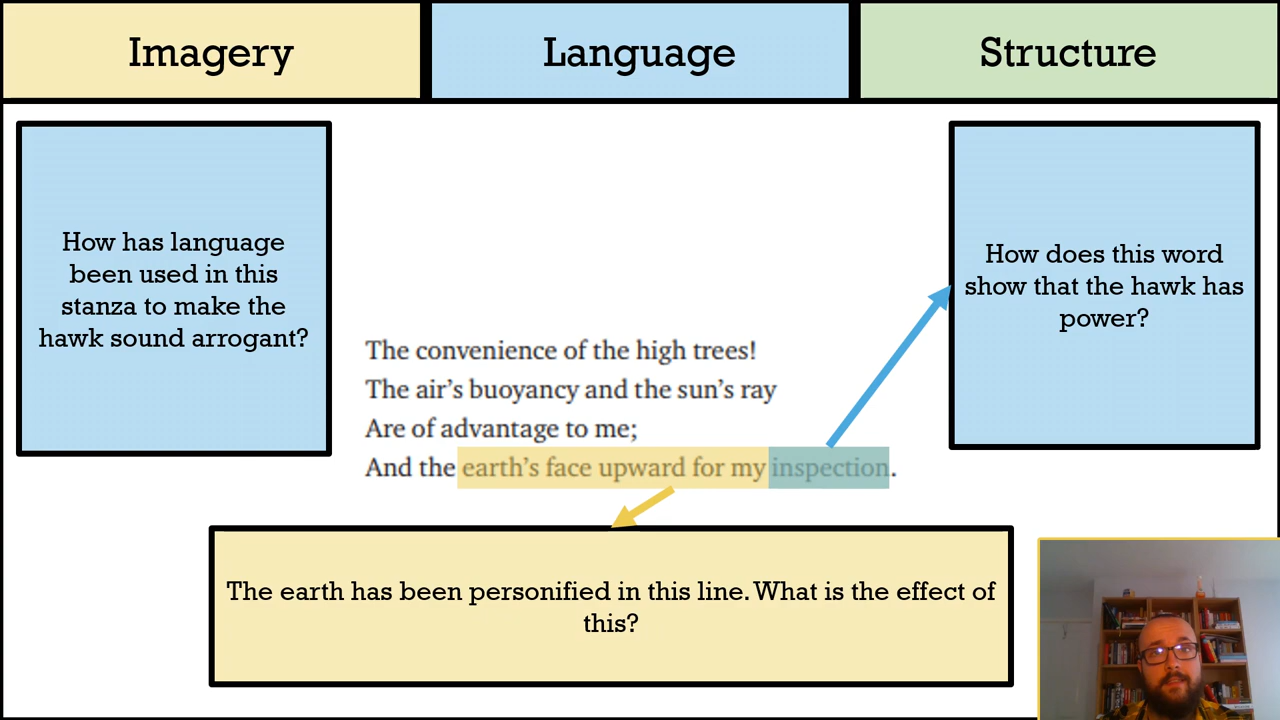 Imagery
Language
Structure
How has language
been used in this
stanza to make the
hawk sound arrogant?
How does this word
show that the hawk has
power?
The convenience of the high trees!
The air's buoyancy and the sun's ray
Are of advantage to me;
And the earth's face upward for my inspection.
The earth has been personified in this line. What is the effect of
this?